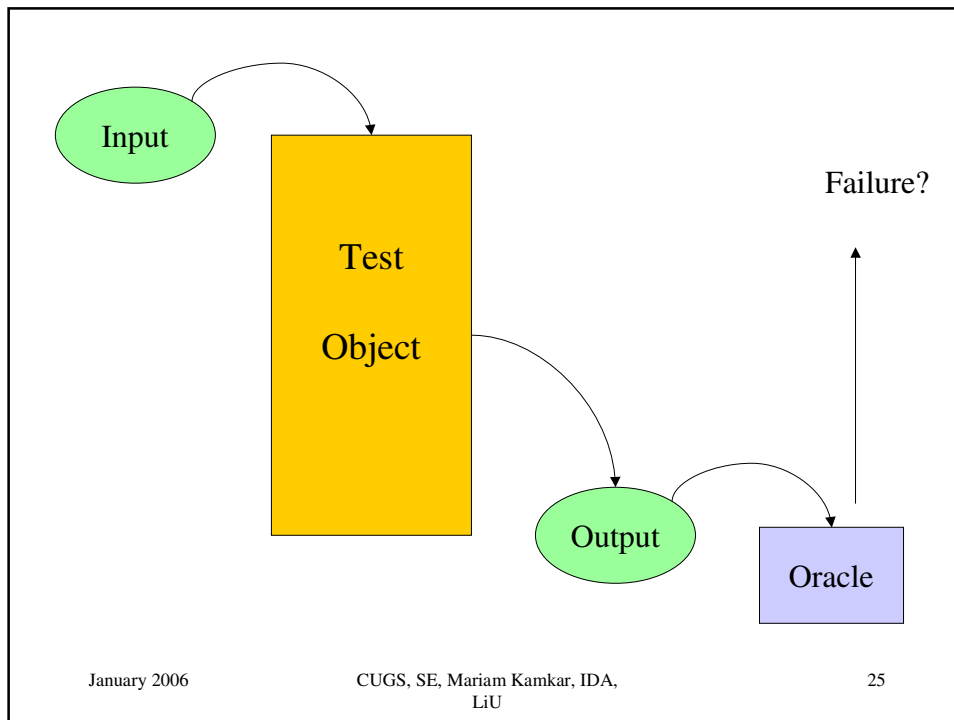 Input
Failure?
Test
Object
Output
Oracle
January 2006
CUGS, SE, Mariam Kamkar, IDA,
LiU
25